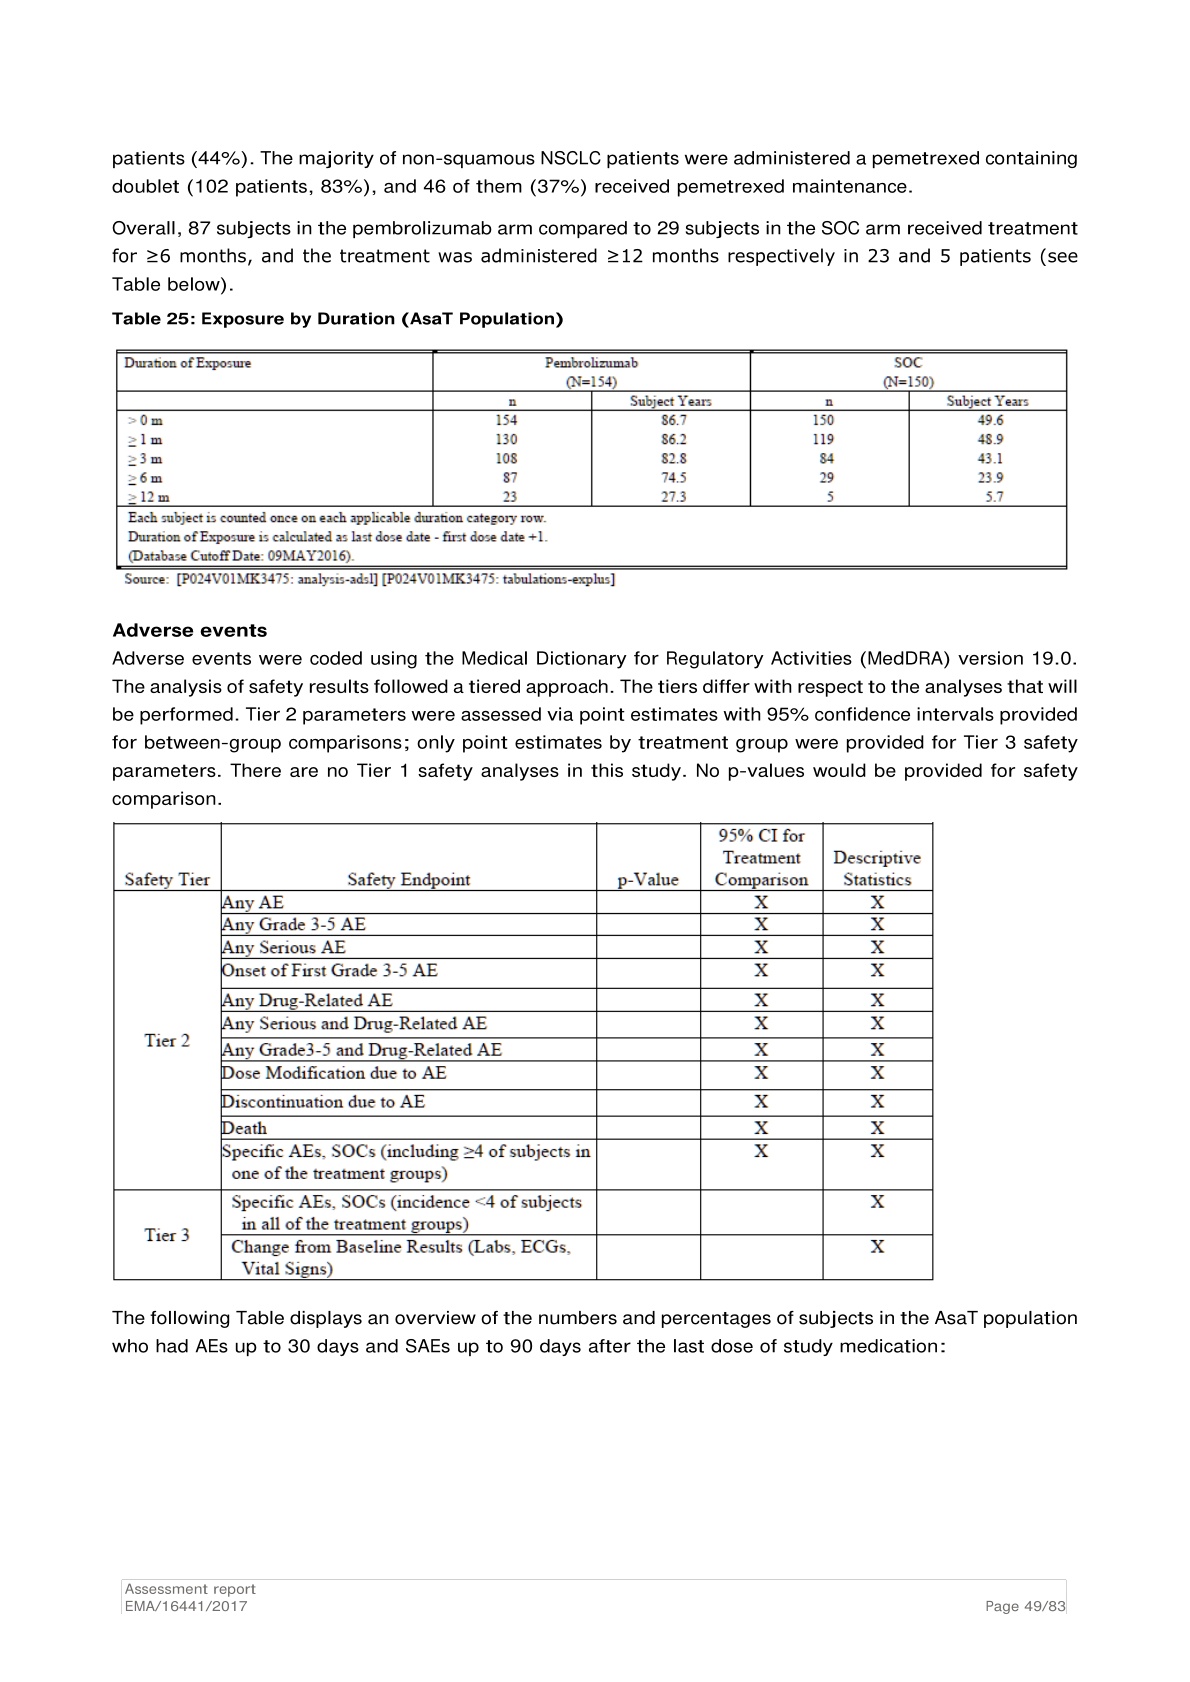 patients (44%). The majority of non-squamous NSCLC patients were administered a pemetrexed containing
doublet (102 patients, 83%), and 46 of them (37%) received pemetrexed maintenance.
Overall, 87 subjects in the pembrolizumab arm compared to 29 subjects in the SOC arm received treatment
for ≥6 months, and the treatment was administered ≥12 months respectively in 23 and 5 patients (see
Table below).
Table 25: Exposure by Duration (AsaT Population)
Duration of Exposure Pembrolizumab SOC
(N=154) (N=150)
n Subject Years n Subject Years
> 0 m 154 86.7 150 49.6
≥ 1 m 130 86.2 119 48.9
≥ 3 m 108 82.8 84 43.1
≥ 6 m 87 74.5 29 23.9
≥ 12 m 23 27.3 5 5.7
Each subject is counted once on each applicable duration category row.
Duration of Exposure is calculated as last dose date - first dose date +1.
(Database Cutoff Date: 09MAY2016).
Source: [P024V01MK3475: analysis-adsl] [P024V01MK3475: tabulations-explus]
Adverse events
Adverse events were coded using the Medical Dictionary for Regulatory Activities (MedDRA) version 19.0.
The analysis of safety results followed a tiered approach. The tiers differ with respect to the analyses that will
be performed. Tier 2 parameters were assessed via point estimates with 95% confidence intervals provided
for between-group comparisons; only point estimates by treatment group were provided for Tier 3 safety
parameters. There are no Tier 1 safety analyses in this study. No p-values would be provided for safety
comparison.
95% CI for
Treatment Descriptive
Safety Tier Safety Endpoint p-Value Comparison Statistics
Any AE X X
Any Grade 3-5 AE X X
Any Serious AE X X
Onset of First Grade 3-5 AE X X
Any Drug-Related AE X X
Any Serious and Drug-Related AE X X
Tier 2
Any Grade3-5 and Drug-Related AE X X
Dose Modification due to AE X X
Discontinuation due to AE X X
Death X X
Specific AEs, SOCs (including ≥4 of subjects in X X
one of the treatment groups)
Specific AEs, SOCs (incidence <4 of subjects X
in all of the treatment groups)
Tier 3
Change from Baseline Results (Labs, ECGs, X
Vital Signs)
The following Table displays an overview of the numbers and percentages of subjects in the AsaT population
who had AEs up to 30 days and SAEs up to 90 days after the last dose of study medication:
Assessment report
EMA/16441/2017 Page 49/83